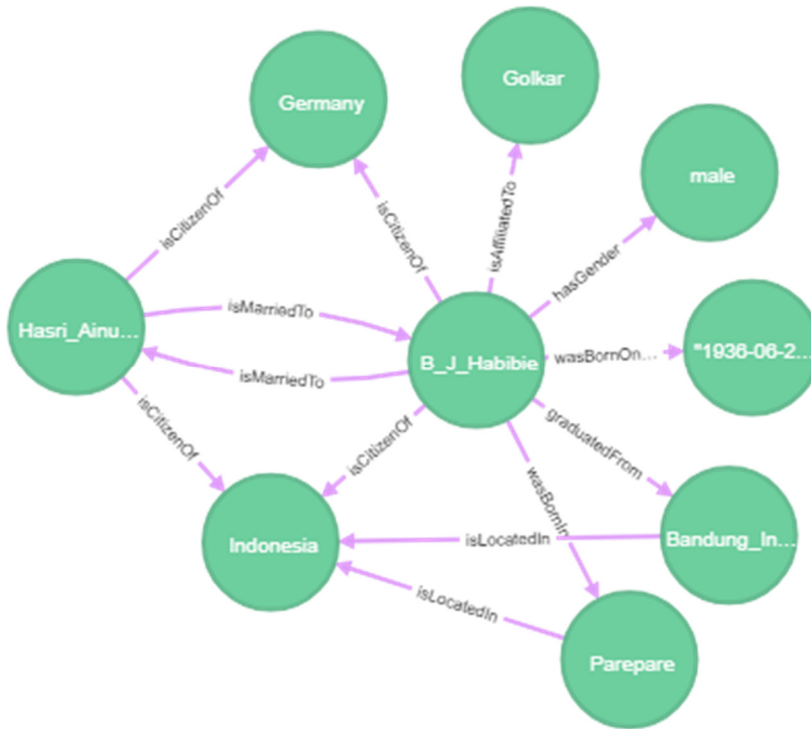 Golkar
Germany
male
isCitizenOf
isCitizenOf
isAffiliatedTo
hasGender
isMarriedTo
Hasri_Ainu...
B_J_Habibie
wasBornOn...
"1936-06-2...
isMarriedTo
isCitizenOf
isCitizenOf
graduatedFrom
wasBornIn
Indonesia
isLocatedIn
Bandung_In...
isLocatedIn
Parepare